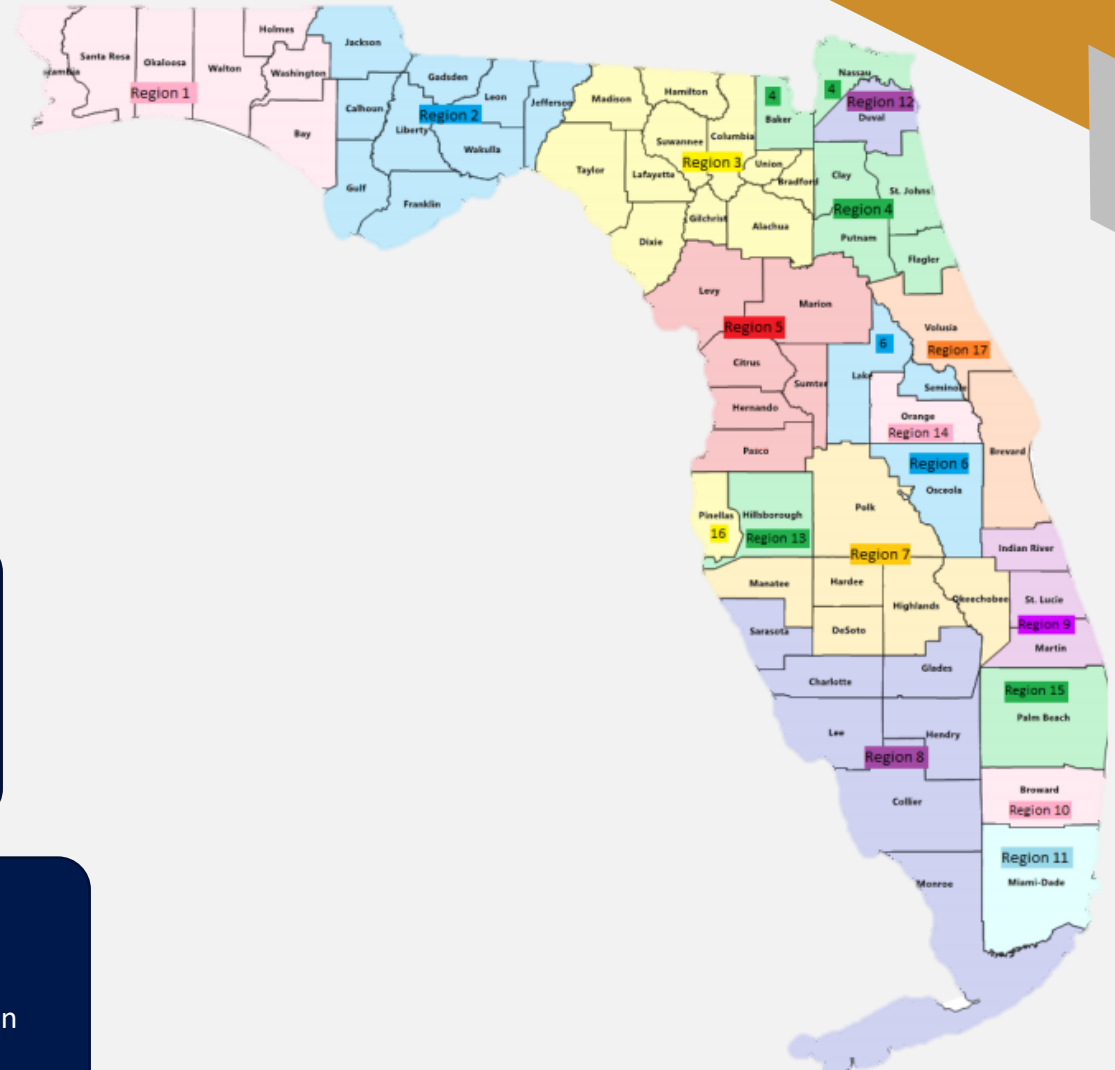 Holmes
Jackson
Santa Rosa
Okaloosa
Walton
Washington
Region 1
Bay
Gadsden
Leon
Jefferson
Calhoun
Region 2
Liberty
Wakulla
Gulf
Franklin
Madison
Hamilton
Suwannee
Columbia
Region 3
Union
Taylor
Lafayette
Bradford
Gilchrist
Alachua
Dixie
Nassau
4
4
Baker
Region 12
Duval
Clay
St. Johns
Region 4
Putnam
Flagler
Levy
Marion
Region 5
Citrus
Sumter
Hernando
Pasco
6
Volusia
Region 17
Lake
Seminole
Orange
Region 14
Region 6
Osceola
Brevard
Pinellas
16
Hillsborough
Region 13
Polk
Region 7
Indian River
Manatee
Hardee
Highlands
Okeechobee
St. Lucie
Region 9
Martin
Sarasota
DeSoto
Charlotte
Glades
Region 15
Palm Beach
Lee
Hendry
Region 8
Collier
Broward
Region 10
Region 11
Miami-Dade
Monroe
n